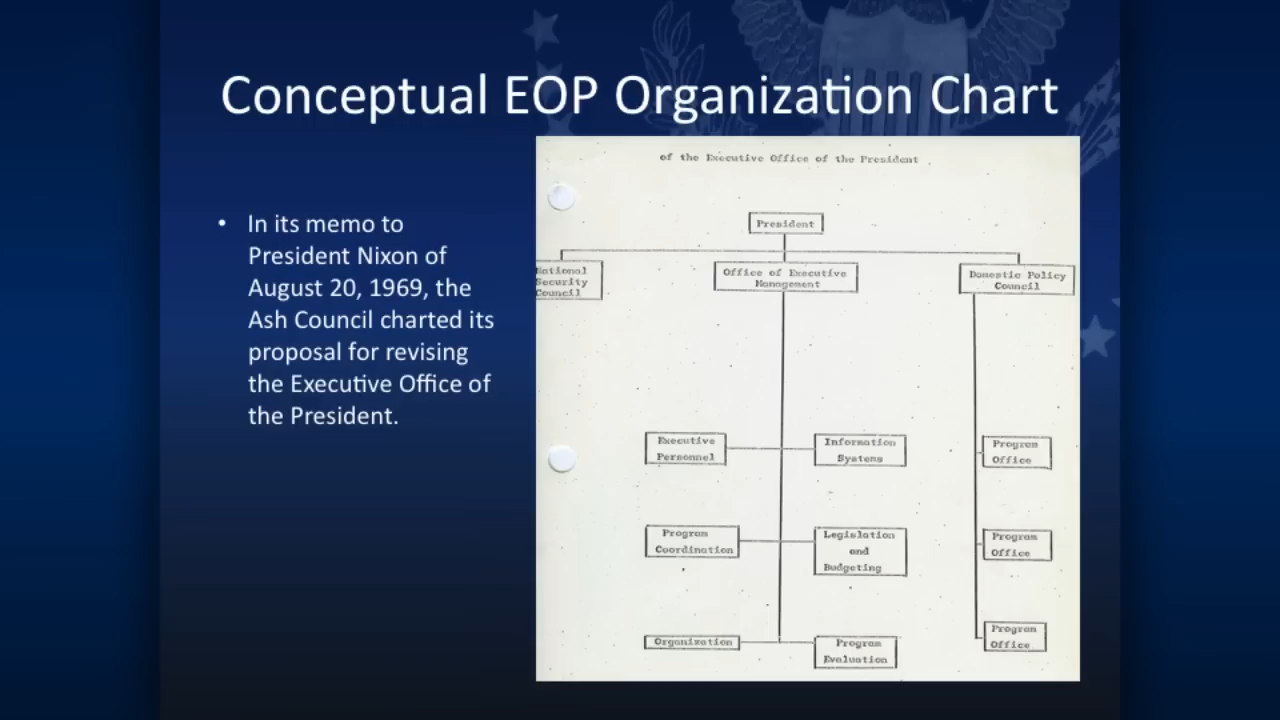 Conceptual EOP Organization Chart
• In its memo to
President Nixon of
August 20, 1969, the
Ash Council charted its
proposal for revising
the Executive Office of
the President.
of the Executive Office of the President
President
National
Security
Council
Office of Executive
Management
Domestic Policy
Council
Executive
Personnel
Information
Systems
Program
Office
Program
Coordination
Legislation
and
Budgeting
Program
Office
Organization
Program
Evaluation
Program
Office